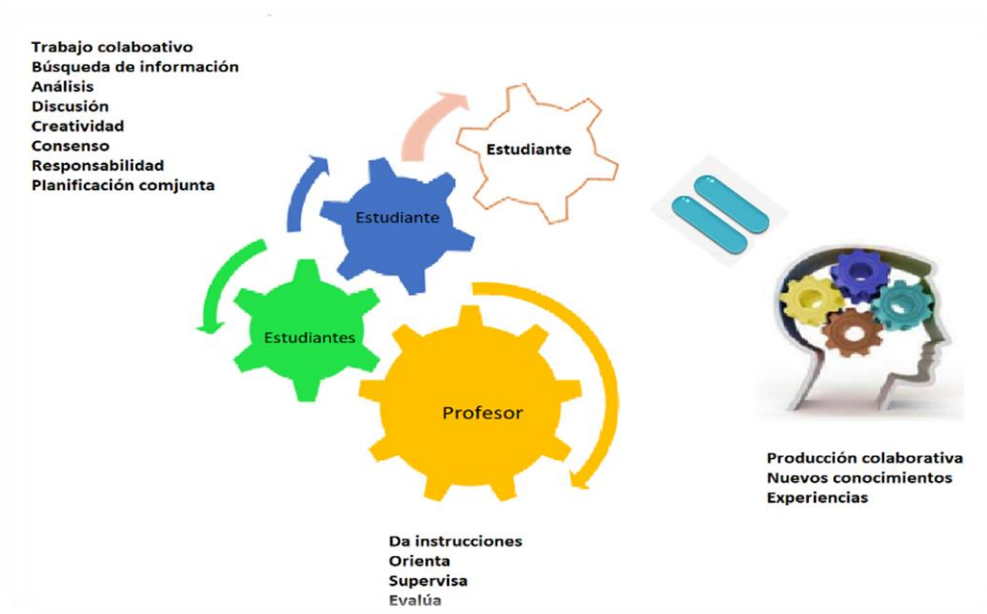 Trabajo colaboativo
Búsqueda de información
Análisis
Discusión
Creatividad
Consenso
Responsabilidad
Planificación comjunta
Estudiante
Estudiante
Estudiantes
Profesor
Producción colaborativa
Nuevos conocimientos
Experiencias
Da instrucciones
Orienta
Supervisa
Evalúa